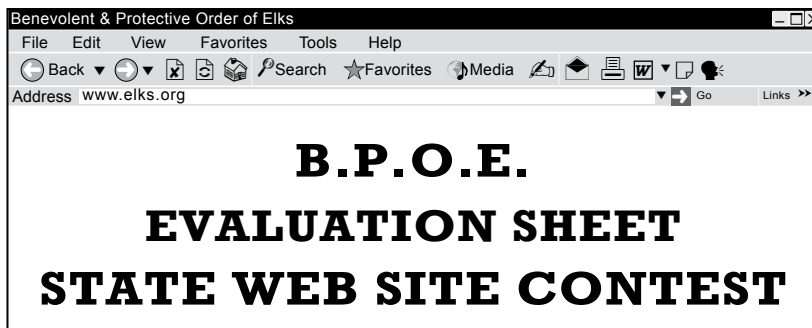 Benevolent & Protective Order of Elks
File Edit View Favorites Tools Help
Back Search Favorites Media W
Address www.elks.org Go Links >>
B.P.O.E.
EVALUATION SHEET
STATE WEB SITE CONTEST